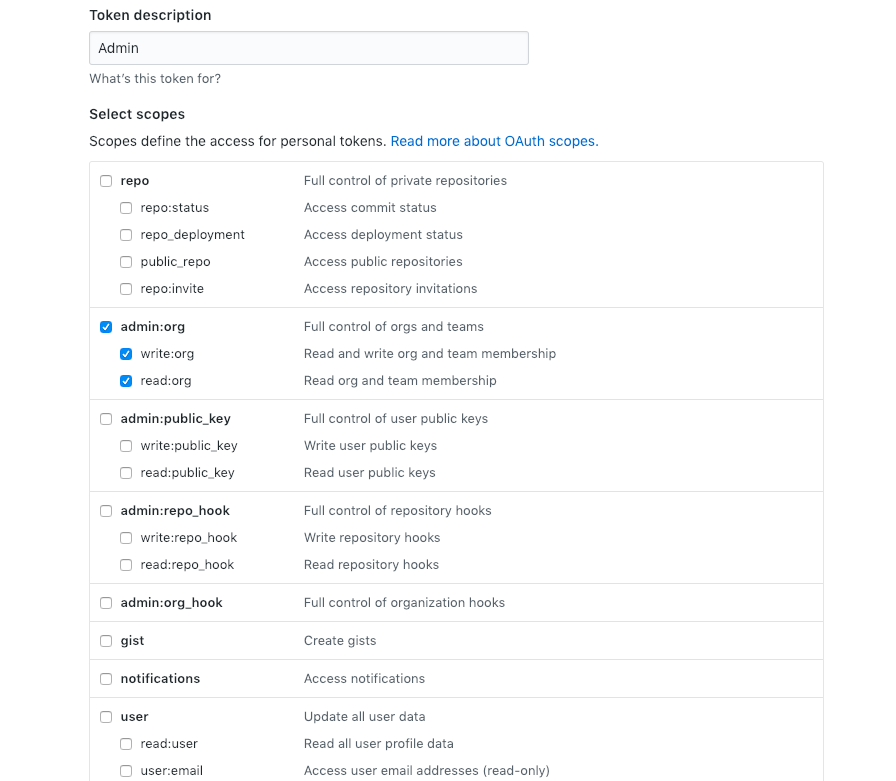 Token description
Admin
What's this token for?
Select scopes
Scopes define the access for personal tokens. Read more about OAuth scopes.
repo Full control of private repositories
repo:status Access commit status
repo_deployment Access deployment status
public_repo Access public repositories
repo:invite Access repository invitations
admin:org Full control of orgs and teams
write:org Read and write org and team membership
read:org Read org and team membership
admin:public_key Full control of user public keys
write:public_key Write user public keys
read:public_key Read user public keys
admin:repo_hook Full control of repository hooks
write:repo_hook Write repository hooks
read:repo_hook Read repository hooks
admin:org_hook Full control of organization hooks
gist Create gists
notifications Access notifications
user Update all user data
read:user Read all user profile data
user:email Access user email addresses (read-only)